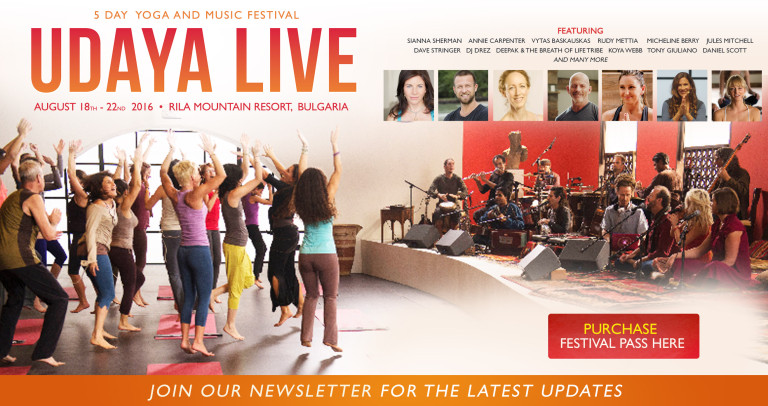 5 DAY YOGA AND MUSIC FESTIVAL
UDAYA LIVE
AUGUST 18TH - 22ND 2016 • RILA MOUNTAIN RESORT, BULGARIA
FEATURING
SIANNA SHERMAN ANNIE CARPENTER VYTAS BASKAUSKAS RUDY METTIA MICHELINE BERRY JULES MITCHELL
DAVE STRINGER DJ DREZ DEEPAK & THE BREATH OF LIFE TRIBE KOYA WEBB TONY GIULIANO DANIEL SCOTT
AND MANY MORE
PURCHASE
FESTIVAL PASS HERE
JOIN OUR NEWSLETTER FOR THE LATEST UPDATES